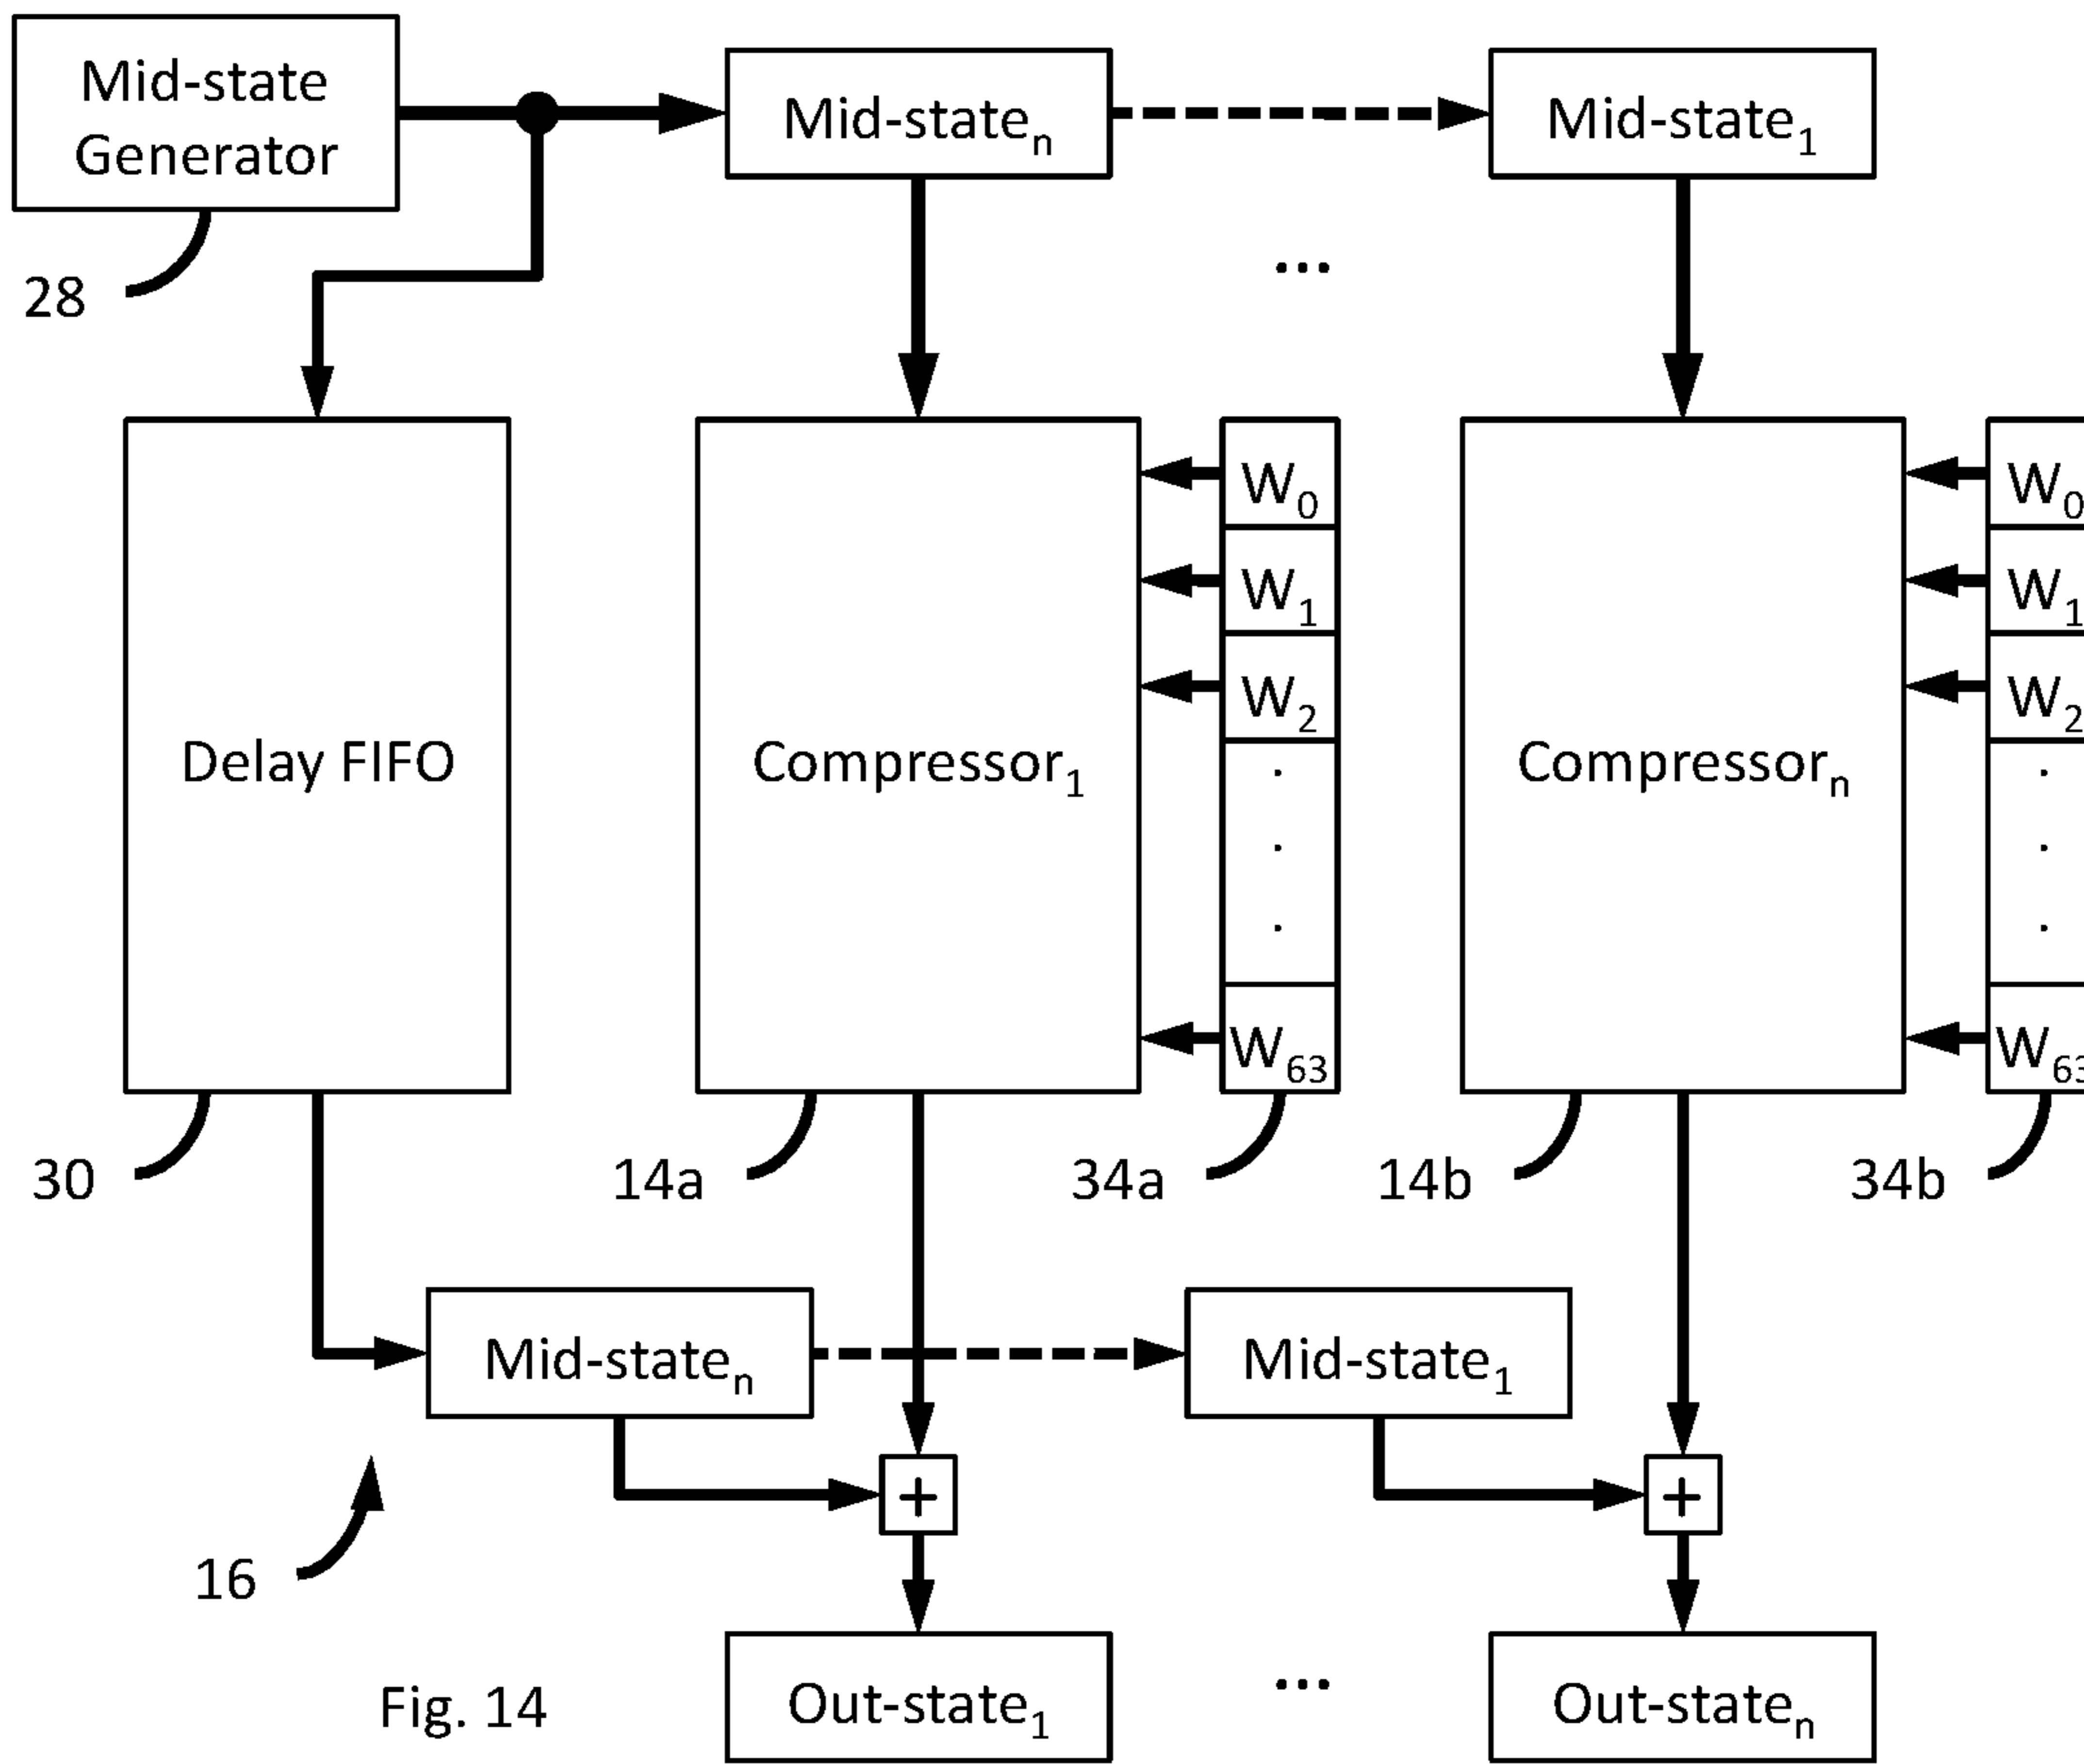 Mid-state
Generator
Mid-stateₙ
Mid-state₁
28
...
Delay FIFO
Compressor₁
W₀
W₁
W₂
.
.
.
W₆₃
Compressorₙ
W₀
W₁
W₂
.
.
.
W₆₃
30
14a
34a
14b
34b
Mid-stateₙ
Mid-state₁
+
+
16
Fig. 14
Out-state₁
...
Out-stateₙ